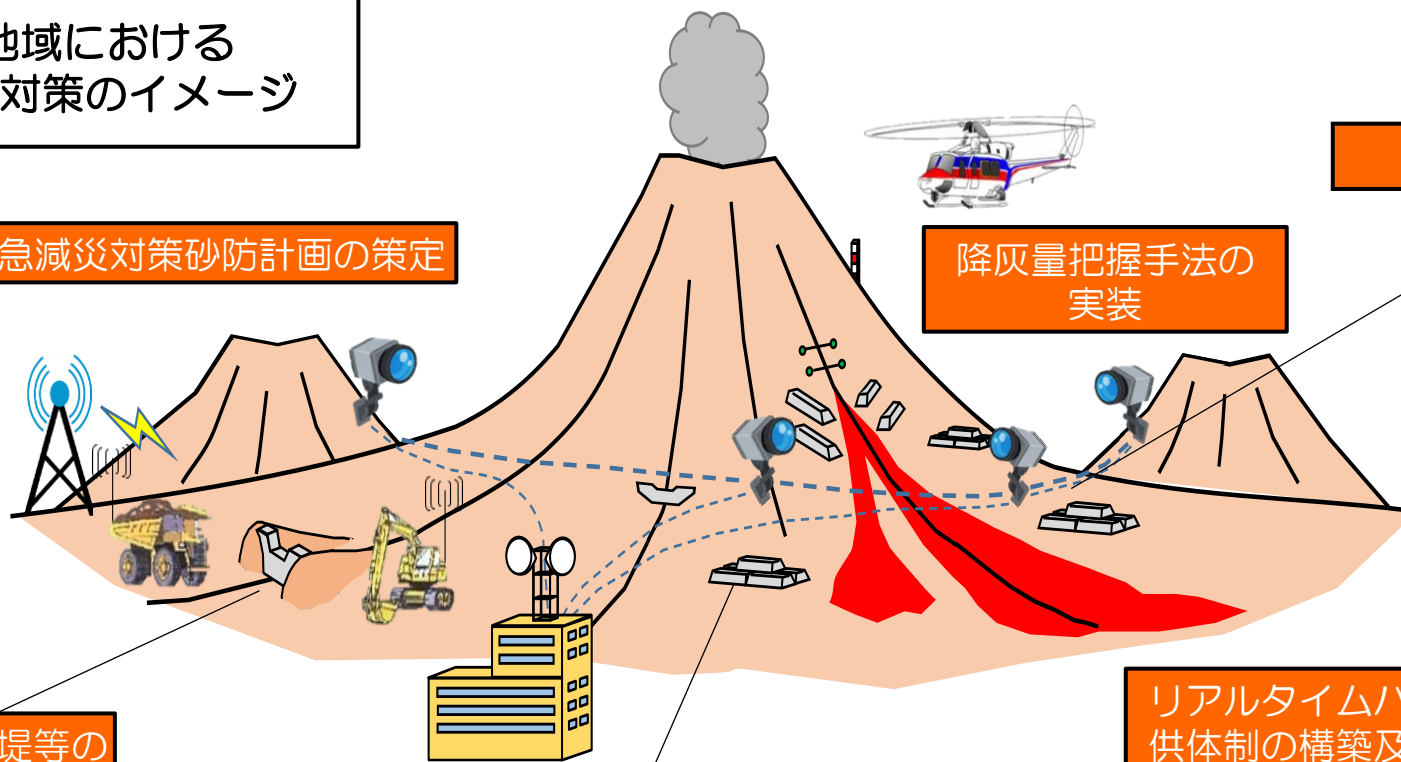 地域における
対策のイメージ
急減災対策砂防計画の策定
降灰量把握手法の
実装
堤等の
リアルタイムハ
供体制の構築及